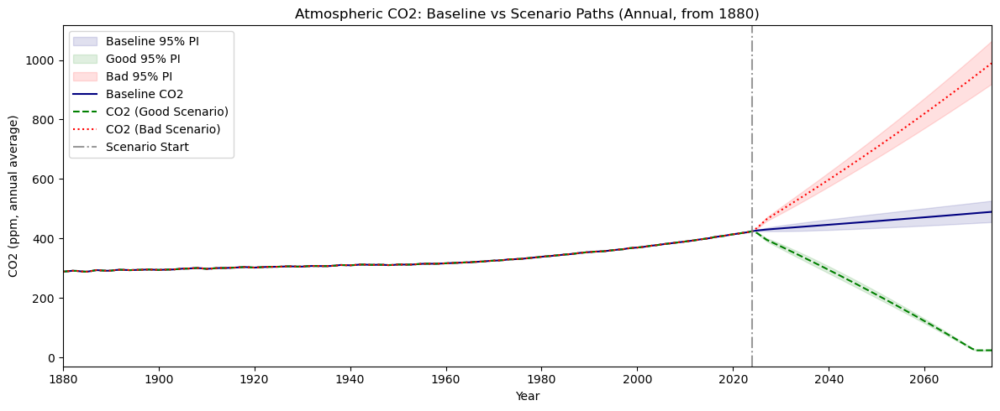 Atmospheric CO2: Baseline vs Scenario Paths (Annual, from 1880)
Baseline 95% PI
Good 95% PI
Bad 95% PI
Baseline CO2
CO2 (Good Scenario)
CO2 (Bad Scenario)
Scenario Start
CO2 (ppm, annual average)
1000
800
600
400
200
0
1880 1900 1920 1940 1960 1980 2000 2020 2040 2060
Year